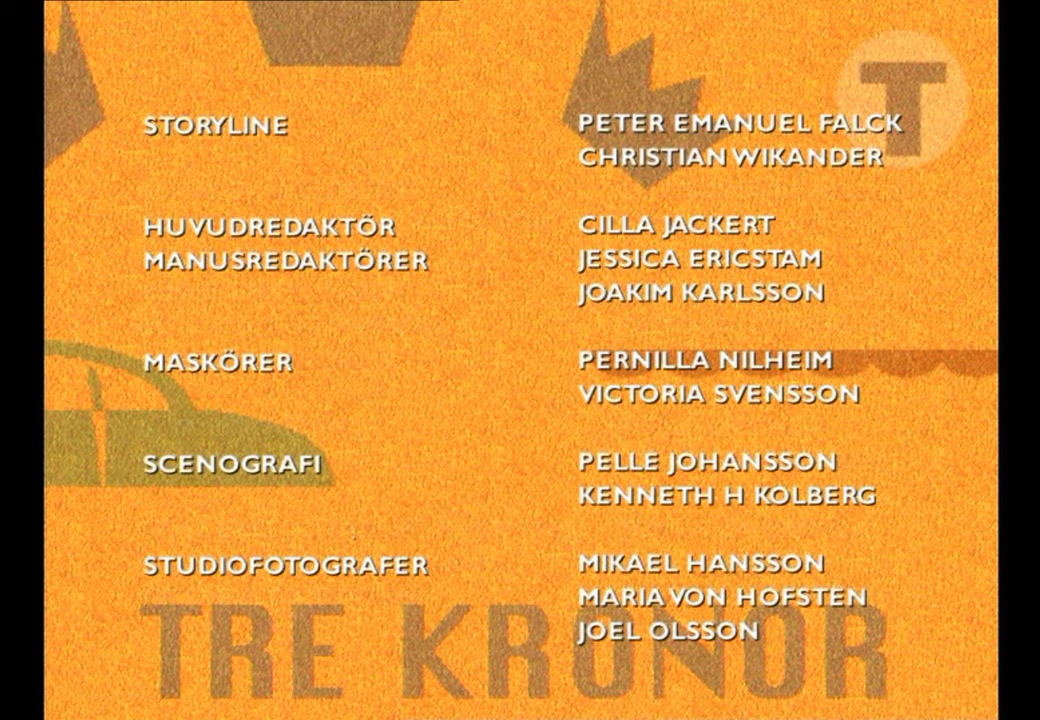 T
STORYLINE PETER EMANUEL FALCK
CHRISTIAN WIKANDER
HUVUDREDAKTÖR CILLA JACKERT
MANUSREDAKTÖRER JESSICA ERICSTAM
JOAKIM KARLSSON
MASKÖRER PERNILLA NILHEIM
VICTORIA SVENSSON
SCENOGRAFI PELLE JOHANSSON
KENNETH H KOLBERG
STUDIOFOTOGRAFER MIKAEL HANSSON
MARIA VON HOFSTEN
JOEL OLSSON
TRE KRONOR